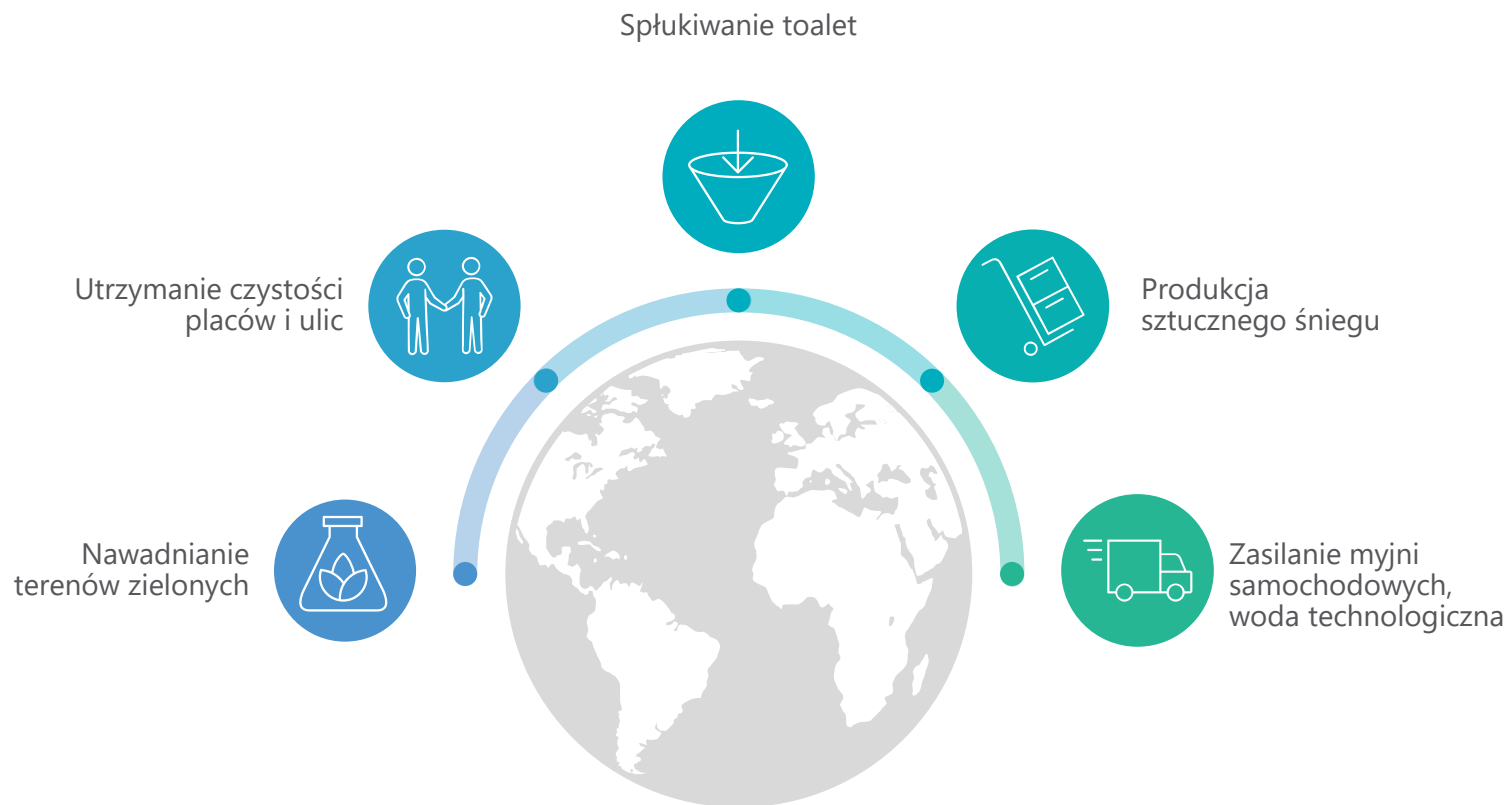 Spłukiwanie toalet
Utrzymanie czystości
placów i ulic
Produkcja
sztucznego śniegu
Nawadnianie
terenów zielonych
Zasilanie myjni
samochodowych,
woda technologiczna